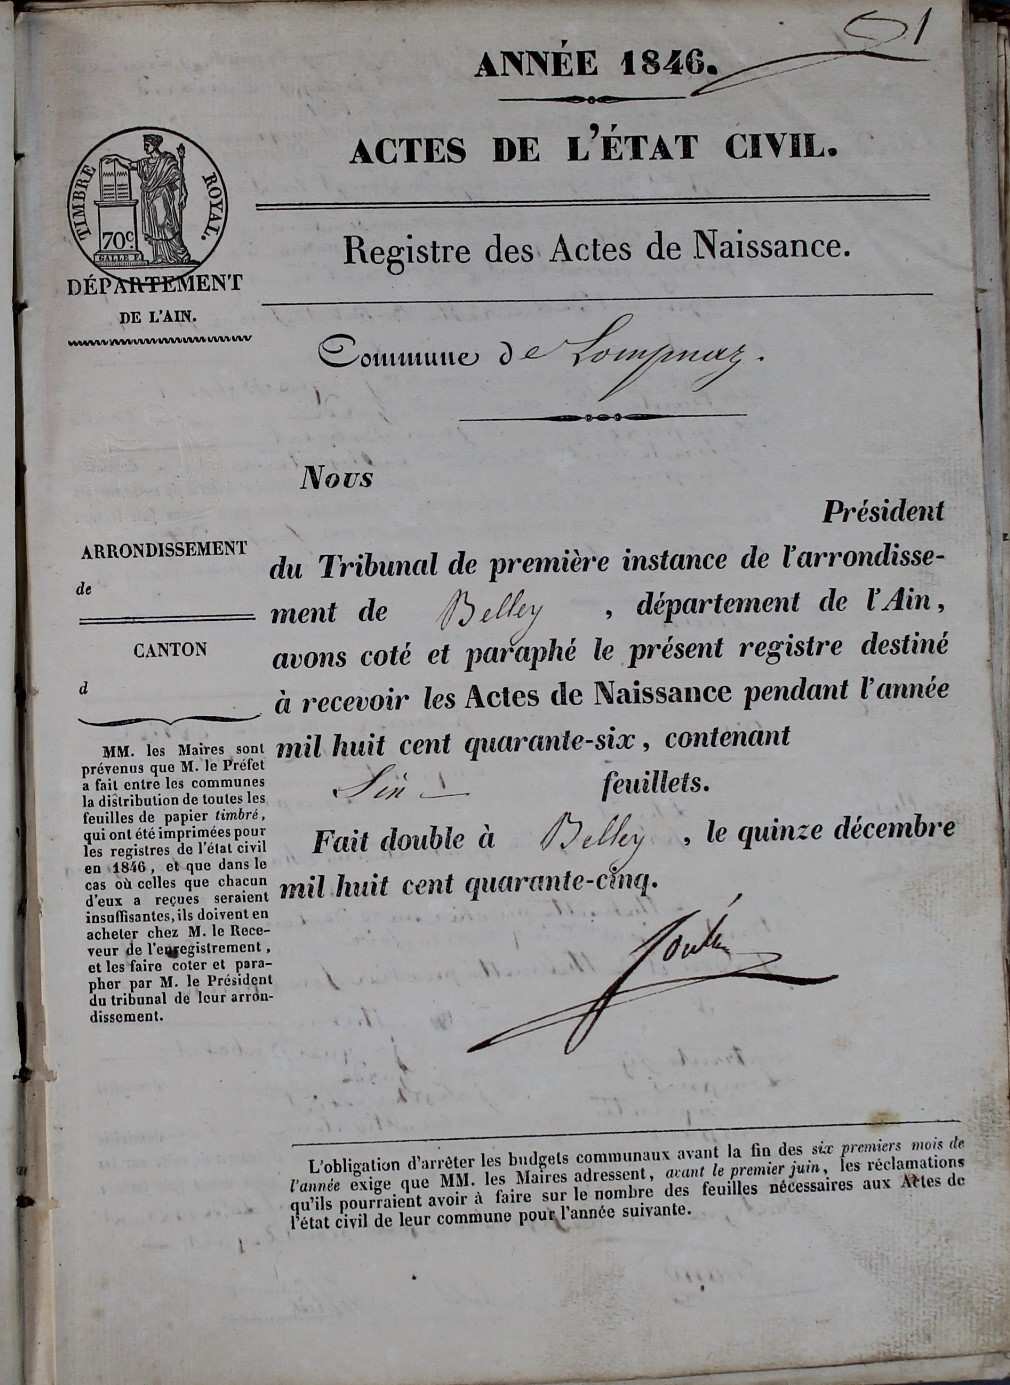 1
ANNÉE 1846.
ACTES DE L'ÉTAT CIVIL.
TIMBRE ROYAL.
70c.
DÉPARTEMENT
DE L'AIN.
Registre des Actes de Naissance.
Commune de Lompnaz.
Nous
Président
du Tribunal de première instance de l'arrondisse-
ment de Belley, département de l'Ain,
avons coté et paraphé le présent registre destiné
à recevoir les Actes de Naissance pendant l'année
mil huit cent quarante-six, contenant
feuillets.
Fait double à Belley, le quinze décembre
mil huit cent quarante-cinq.
ARRONDISSEMENT
de
CANTON
d
MM. les Maires sont
prévenus que M. le Préfet
a fait entre les communes
la distribution de toutes les
feuilles de papier timbré,
qui ont été imprimées pour
les registres de l'état civil
en 1846, et que dans le
cas où celles que chacun
d'eux a reçues seraient
insuffisantes, ils doivent en
acheter chez M. le Rece-
veur de l'enregistrement,
et les faire coter et para-
pher par M. le Président
du tribunal de leur arron-
dissement.
L'obligation d'arrêter les budgets communaux avant la fin des six premiers mois de
l'année exige que MM. les Maires adressent, avant le premier juin, les réclamations
qu'ils pourraient avoir à faire sur le nombre des feuilles nécessaires aux Actes de
l'état civil de leur commune pour l'année suivante.